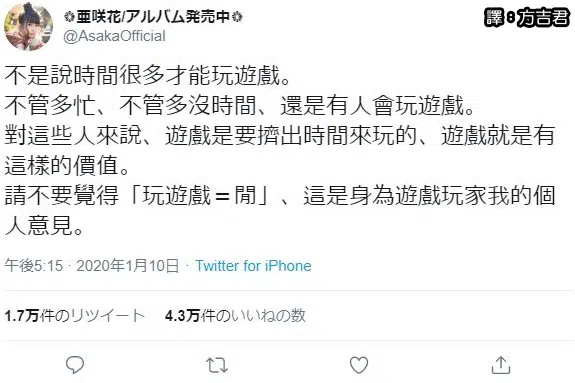 ❁亜咲花/アルバム発売中❁
譯:方吉君
@AsakaOfficial
不是說時間很多才能玩遊戲。
不管多忙、不管多沒時間、還是有人會玩遊戲。
對這些人來說、遊戲是要擠出時間來玩的、遊戲就是有
這樣的價值。
請不要覺得「玩遊戲＝閒」、這是身為遊戲玩家我的個
人意見。
午後5:15 · 2020年1月10日 · Twitter for iPhone
1.7万件のリツイート 4.3万件のいいねの数